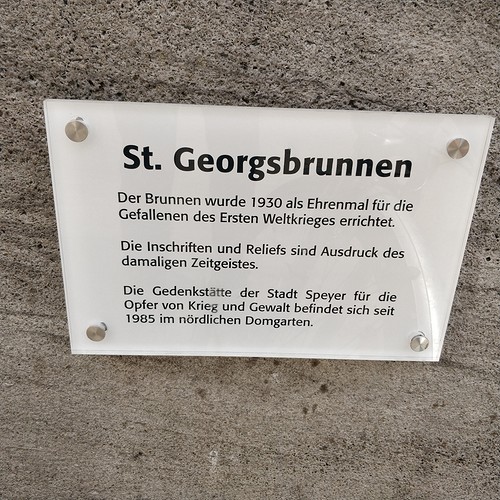 St. Georgsbrunnen
Der Brunnen wurde 1930 als Ehrenmal für die
Gefallenen des Ersten Weltkrieges errichtet.
Die Inschriften und Reliefs sind Ausdruck des
damaligen Zeitgeistes.
Die Gedenkstätte der Stadt Speyer für die
Opfer von Krieg und Gewalt befindet sich seit
1985 im nördlichen Domgarten.